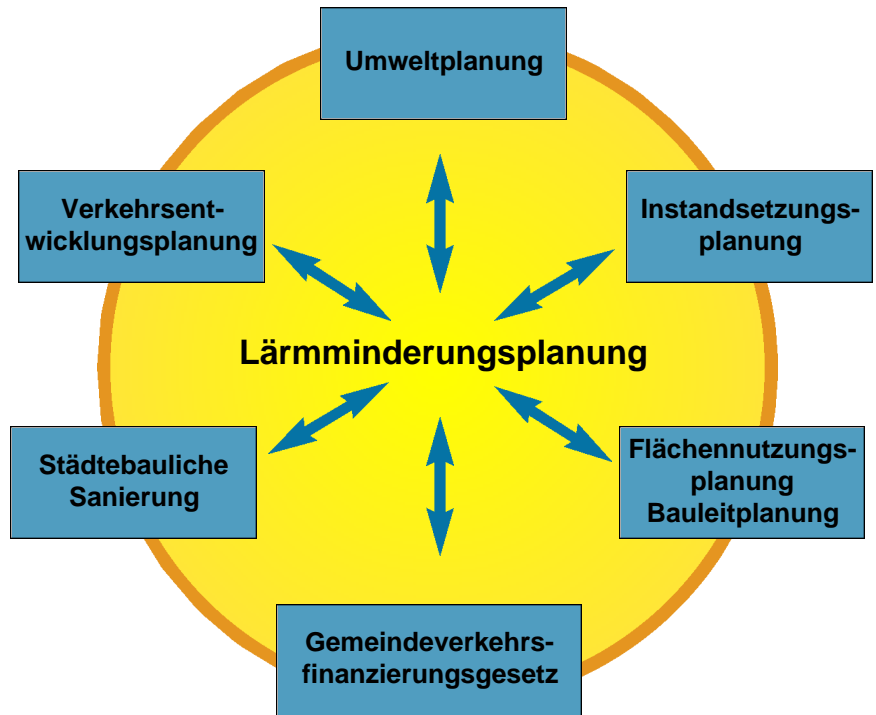 Umweltplanung
Verkehrsent-
wicklungsplanung
Instandsetzungs-
planung
Lärmminderungsplanung
Städtebauliche
Sanierung
Flächennutzungs-
planung
Bauleitplanung
Gemeindeverkehrs-
finanzierungsgesetz